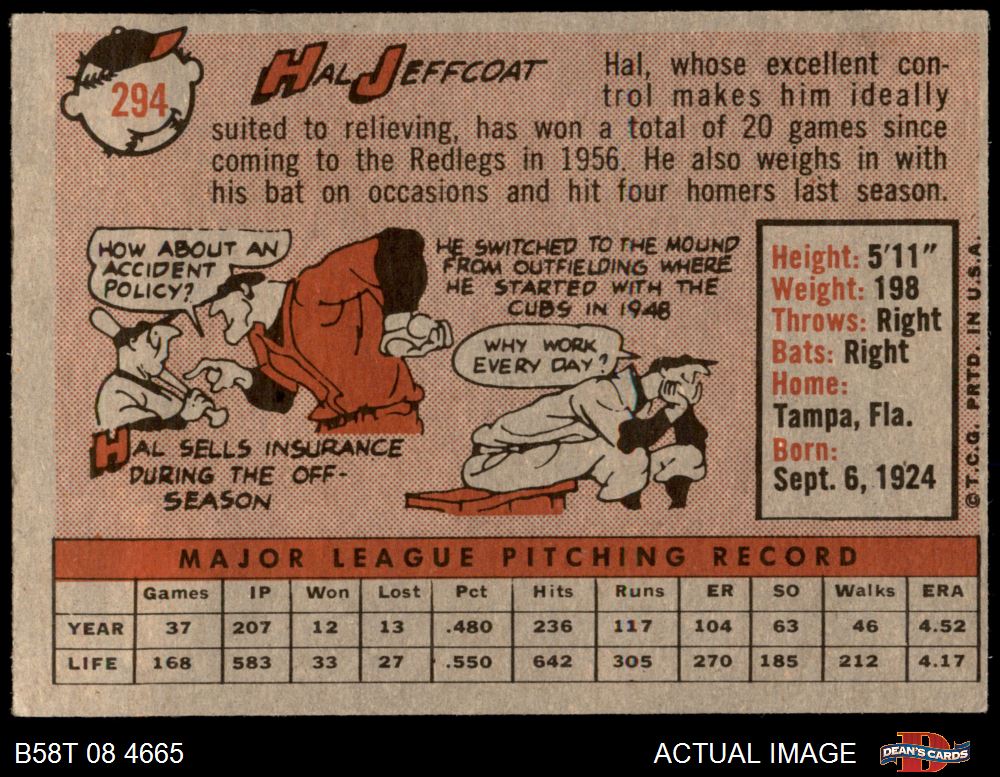 294
HAL JEFFCOAT
Hal, whose excellent con-
trol makes him ideally
suited to relieving, has won a total of 20 games since
coming to the Redlegs in 1956. He also weighs in with
his bat on occasions and hit four homers last season.
HOW ABOUT AN
ACCIDENT
POLICY?
HAL SELLS INSURANCE
DURING THE OFF-
SEASON
HE SWITCHED TO THE MOUND
FROM OUTFIELDING WHERE
HE STARTED WITH THE
CUBS IN 1948
WHY WORK
EVERY DAY?
Height: 5'11"
Weight: 198
Throws: Right
Bats: Right
Home:
Tampa, Fla.
Born:
Sept. 6, 1924
© T.C.G. PRTD. IN U.S.A.
MAJOR LEAGUE PITCHING RECORD
Games IP Won Lost Pct Hits Runs ER SO Walks ERA
YEAR 37 207 12 13 .480 236 117 104 63 46 4.52
LIFE 168 583 33 27 .550 642 305 270 185 212 4.17
B58T 08 4665
ACTUAL IMAGE
D
DEAN'S CARDS